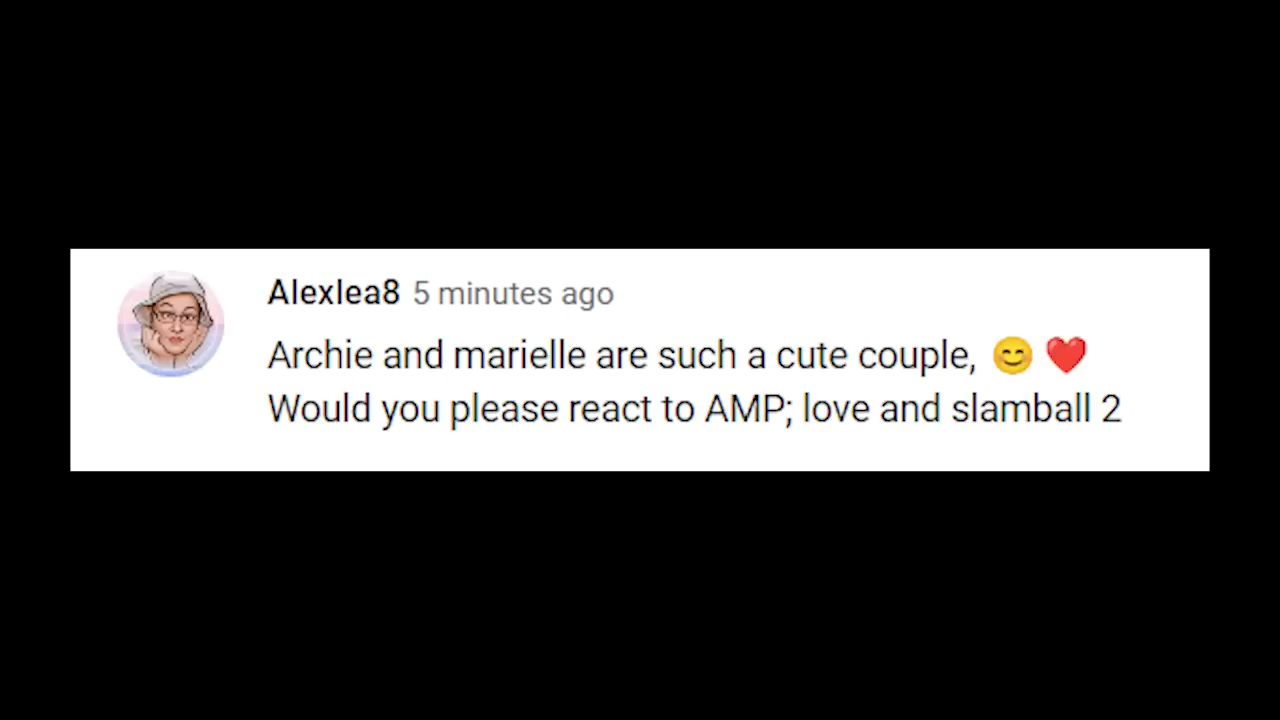 Alexlea8 5 minutes ago
Archie and marielle are such a cute couple, 😊 ❤️
Would you please react to AMP; love and slamball 2